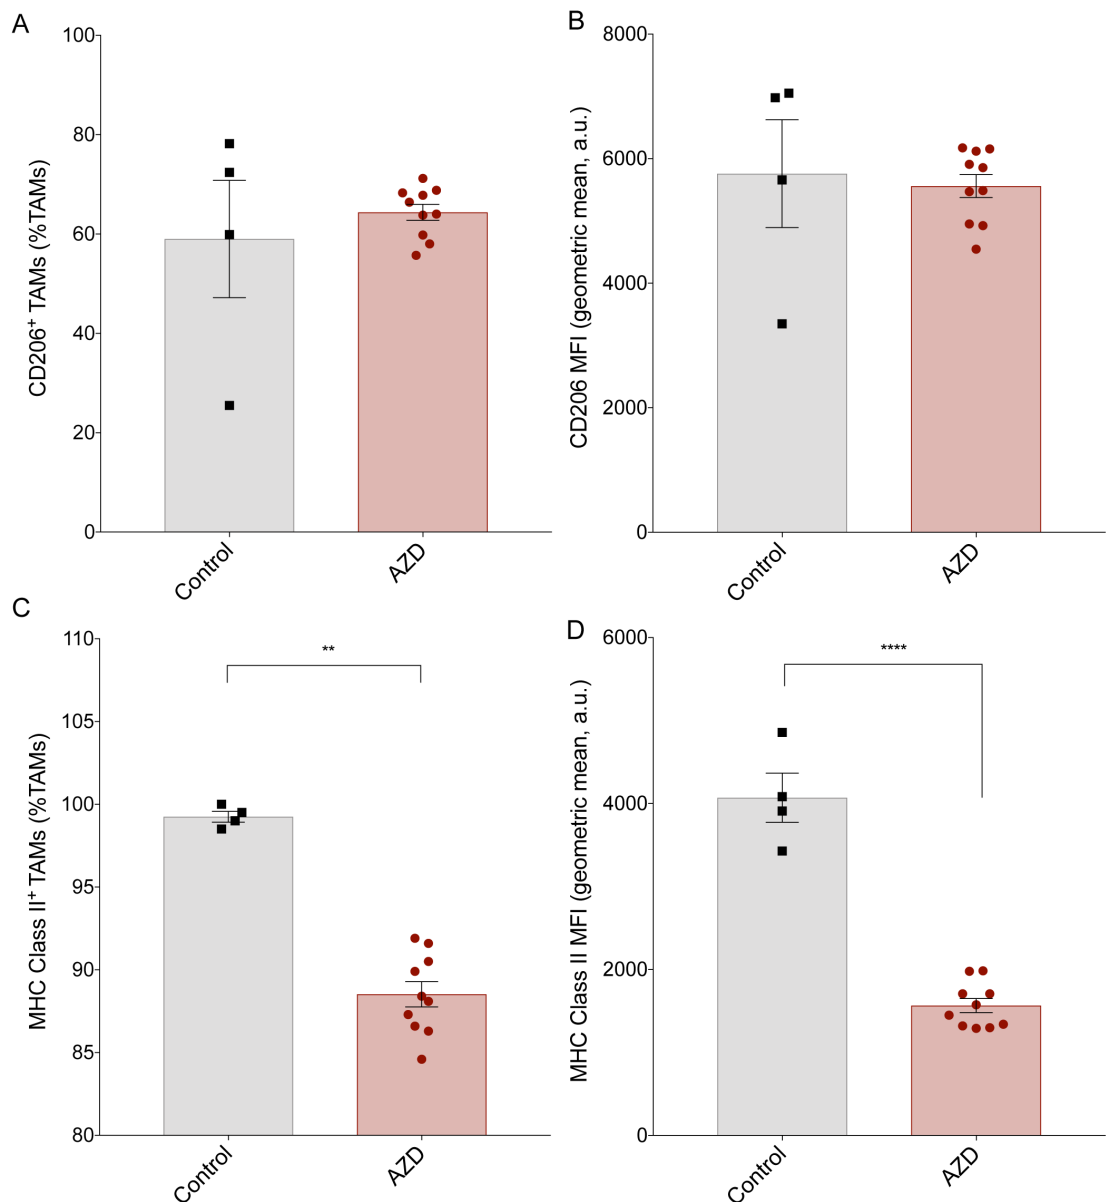 A
CD206⁺ TAMs (%TAMs)
100
80
60
40
20
0
Control
AZD
B
CD206 MFI (geometric mean, a.u.)
8000
6000
4000
2000
0
Control
AZD
C
MHC Class II⁺ TAMs (%TAMs)
110
105
100
95
90
85
80
**
Control
AZD
D
MHC Class II MFI (geometric mean, a.u.)
6000
4000
2000
0
****
Control
AZD